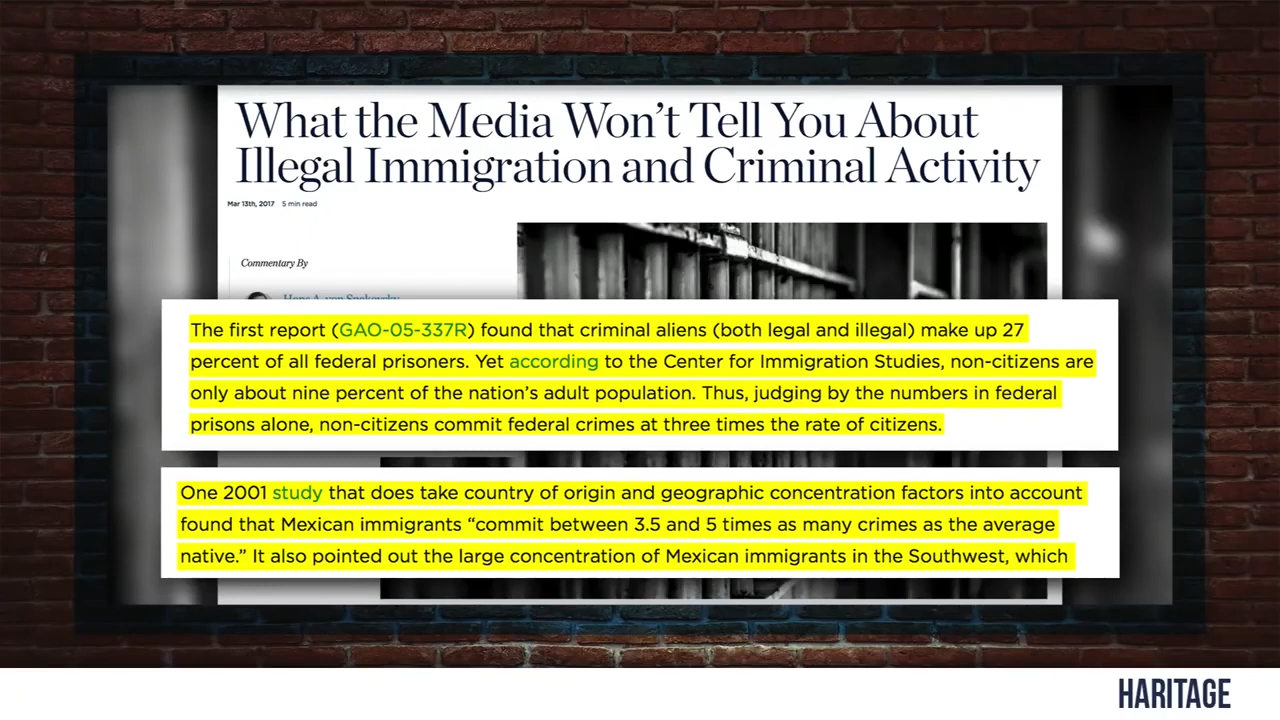 What the Media Won't Tell You About
Illegal Immigration and Criminal Activity
Mar 13th, 2017 5 min read
Commentary By
Hans A. von Spakovsky
The first report (GAO-05-337R) found that criminal aliens (both legal and illegal) make up 27
percent of all federal prisoners. Yet according to the Center for Immigration Studies, non-citizens are
only about nine percent of the nation's adult population. Thus, judging by the numbers in federal
prisons alone, non-citizens commit federal crimes at three times the rate of citizens.
One 2001 study that does take country of origin and geographic concentration factors into account
found that Mexican immigrants “commit between 3.5 and 5 times as many crimes as the average
native.” It also pointed out the large concentration of Mexican immigrants in the Southwest, which
HARITAGE